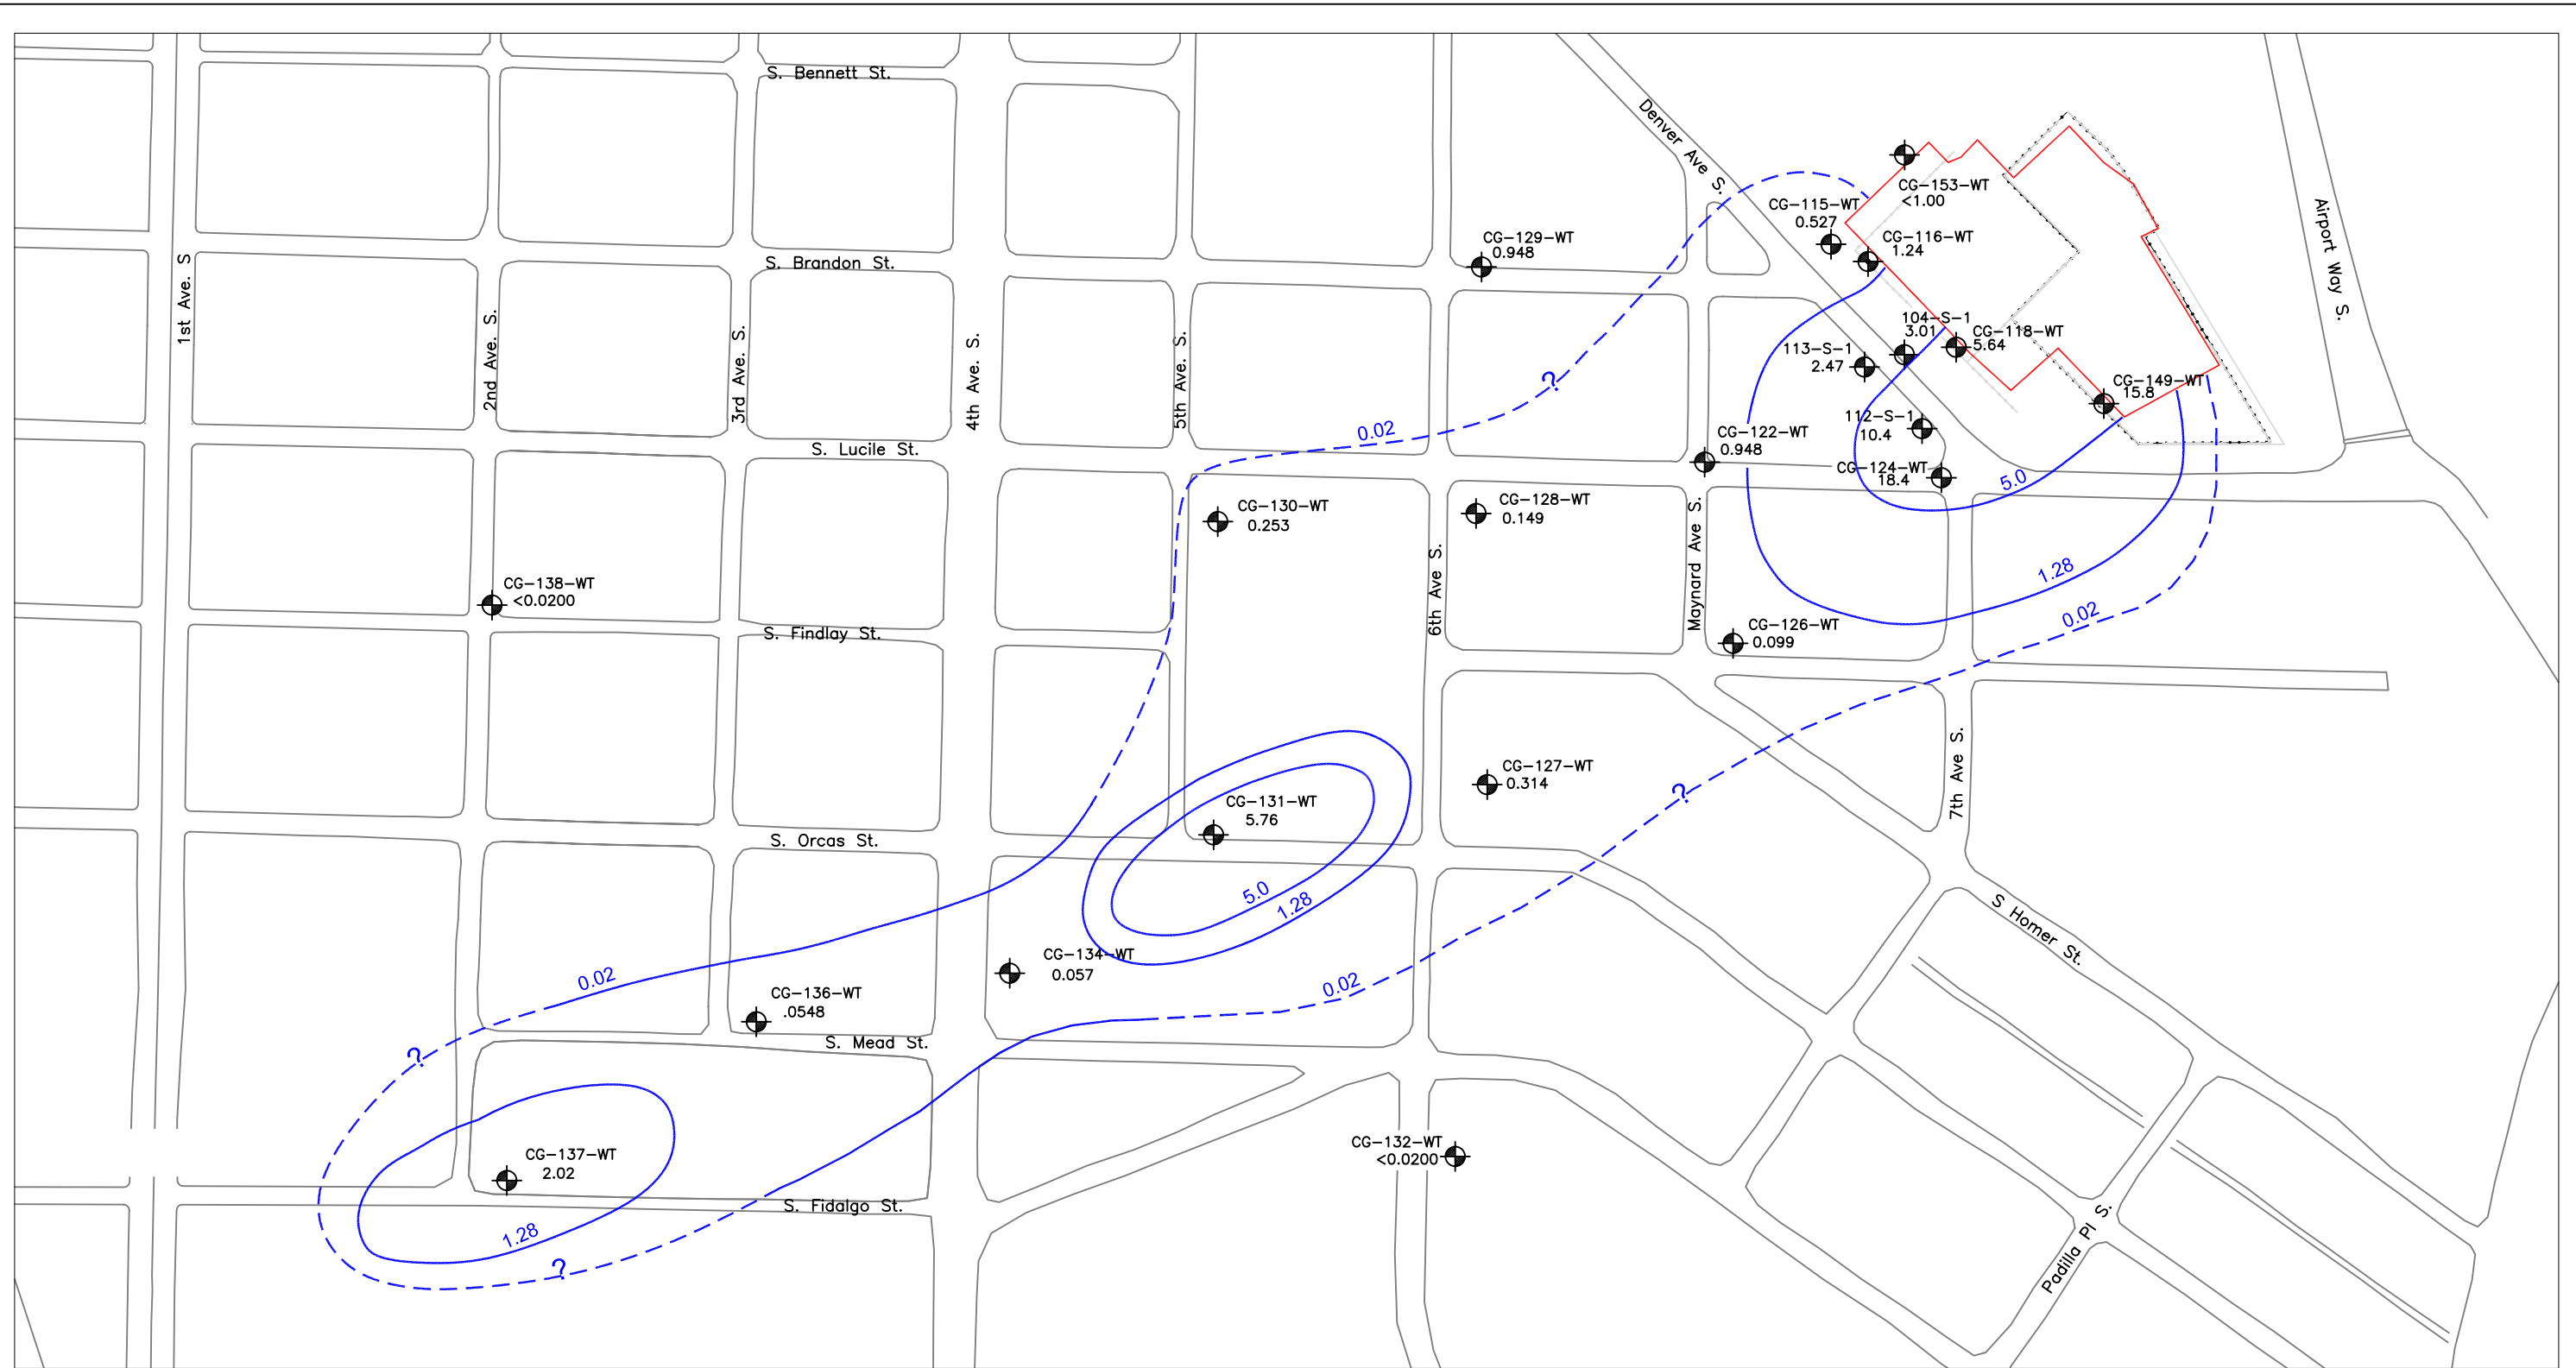 S. Bennett St.
Denver Ave S.
CG-153-WT
<1.00
CG-115-WT
0.527
CG-116-WT
1.24
CG-129-WT
0.948
S. Brandon St.
1st Ave. S
2nd Ave. S.
3rd Ave. S.
4th Ave. S.
5th Ave. S.
Airport Way S.
104-S-1
3.01
CG-118-WT
5.64
113-S-1
2.47
?
CG-149-WT
15.8
112-S-1
10.4
0.02
CG-122-WT
0.948
S. Lucile St.
CG-124-WT
18.4
5.0
CG-130-WT
0.253
CG-128-WT
0.149
Maynard Ave S.
6th Ave S.
1.28
CG-138-WT
<0.0200
0.02
CG-126-WT
0.099
S. Findlay St.
7th Ave S.
CG-127-WT
0.314
?
CG-131-WT
5.76
S. Orcas St.
5.0
1.28
S Homer St.
CG-134-WT
0.057
0.02
0.02
CG-136-WT
.0548
S. Mead St.
?
CG-132-WT
<0.0200
CG-137-WT
2.02
S. Fidalgo St.
1.28
?
Padilla Pl S.